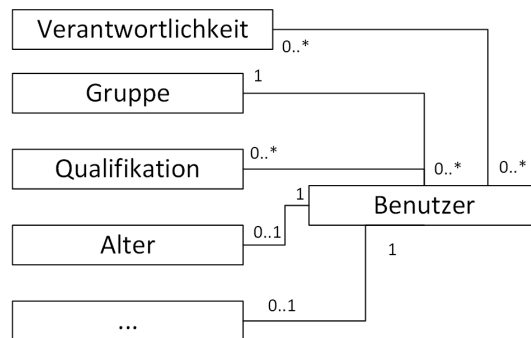 Verantwortlichkeit
0..*
1
Gruppe
0..*
Qualifikation
0..*
0..*
1
Benutzer
0..1
Alter
1
0..1
...